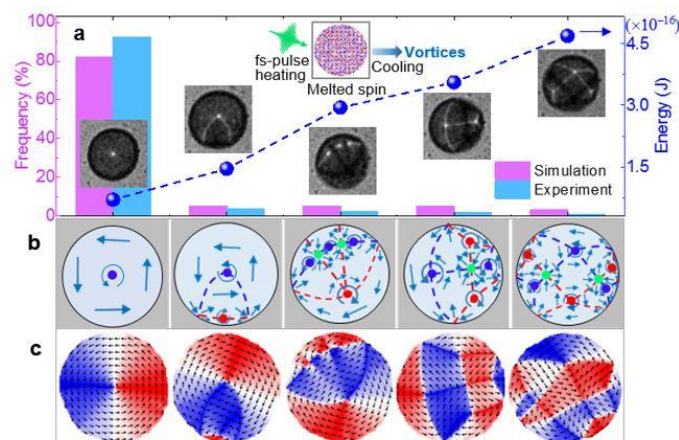 100
80
60
40
20
0
Frequency (%)
a
fs-pulse
heating
Melted spin
Vortices
Cooling
(×10⁻¹⁶)
4.5
3.0
1.5
Energy (J)
Simulation
Experiment
b
c